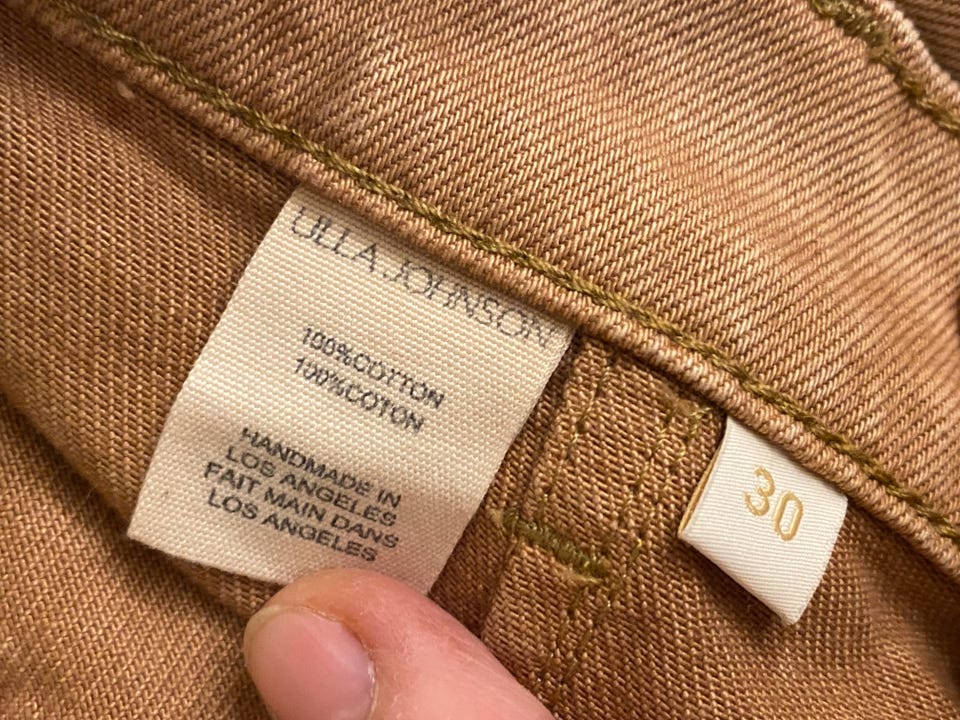 ULLA JOHNSON
100%COTTON
100%COTON
HANDMADE IN
LOS ANGELES
FAIT MAIN DANS
LOS ANGELES
30